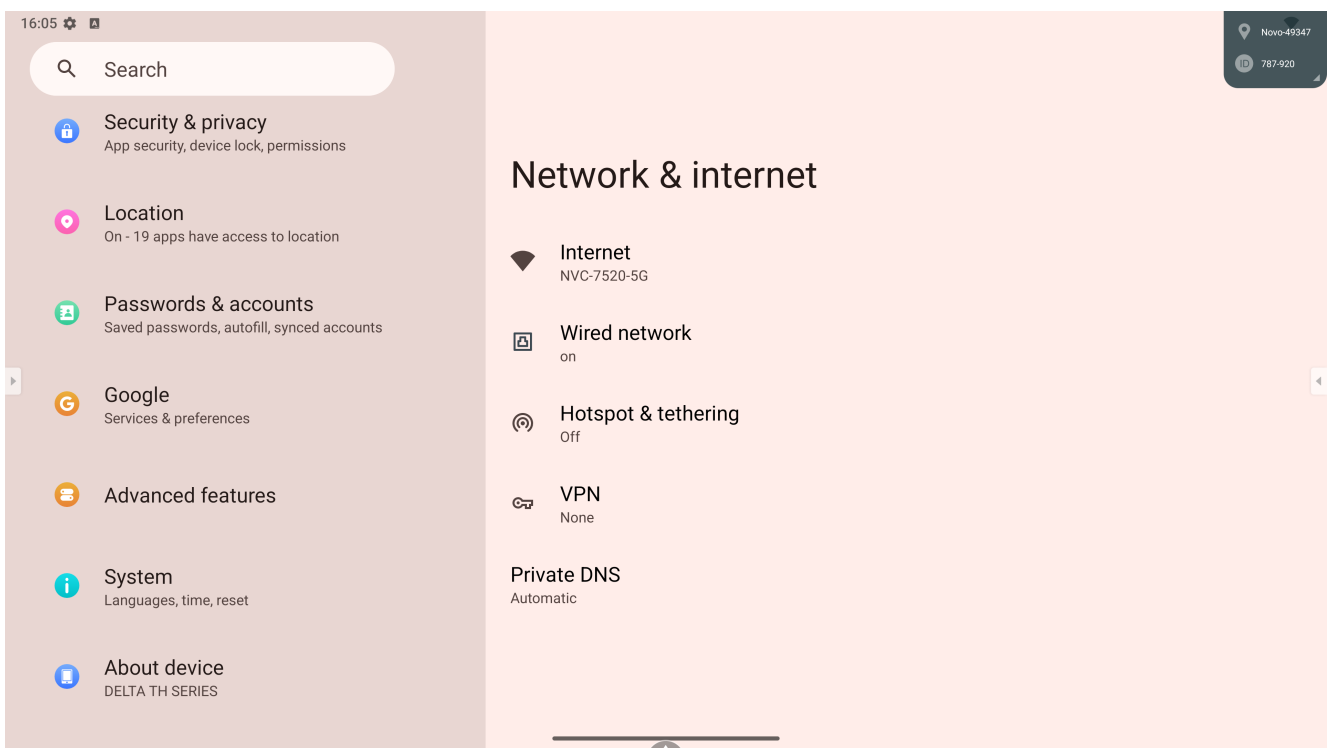 16:05
Search
Security & privacy
App security, device lock, permissions
Location
On - 19 apps have access to location
Passwords & accounts
Saved passwords, autofill, synced accounts
Google
Services & preferences
Advanced features
System
Languages, time, reset
About device
DELTA TH SERIES
Network & internet
Internet
NVC-7520-5G
Wired network
on
Hotspot & tethering
Off
VPN
None
Private DNS
Automatic
Novo-49347
ID 787-920